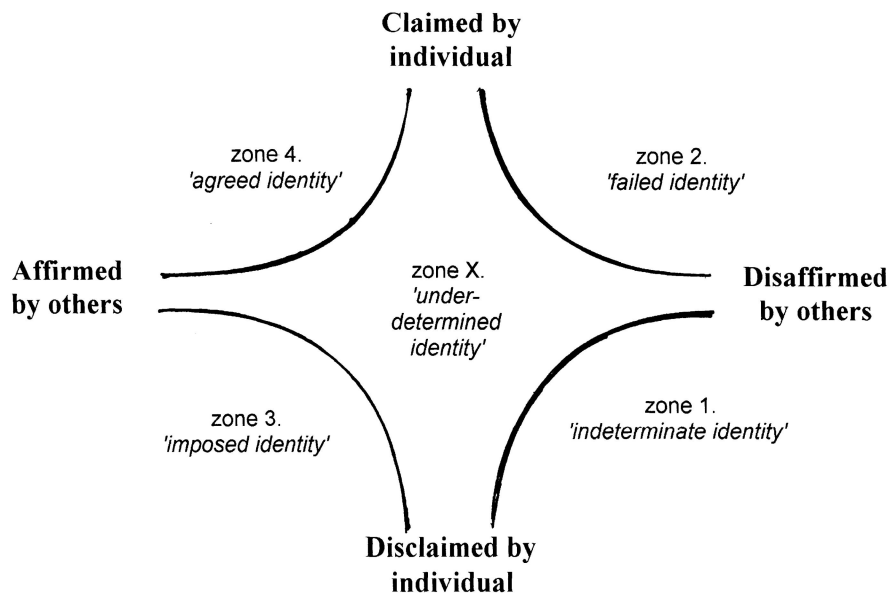 Claimed by
individual
zone 4.
'agreed identity'
zone 2.
'failed identity'
Affirmed
by others
zone X.
'under-
determined
identity'
Disaffirmed
by others
zone 3.
'imposed identity'
zone 1.
'indeterminate identity'
Disclaimed by
individual